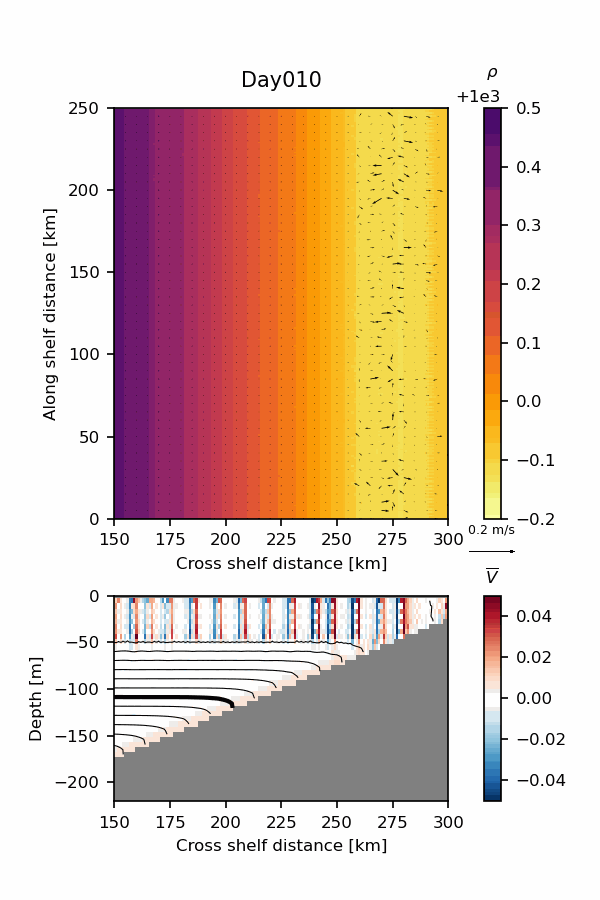 Day010
ρ
+1e3
Along shelf distance [km]
250
200
150
100
50
0
0.5
0.4
0.3
0.2
0.1
0.0
−0.1
−0.2
150 175 200 225 250 275 300
Cross shelf distance [km]
0.2 m/s
V̅
Depth [m]
0
−50
−100
−150
−200
0.04
0.02
0.00
−0.02
−0.04
150 175 200 225 250 275 300
Cross shelf distance [km]